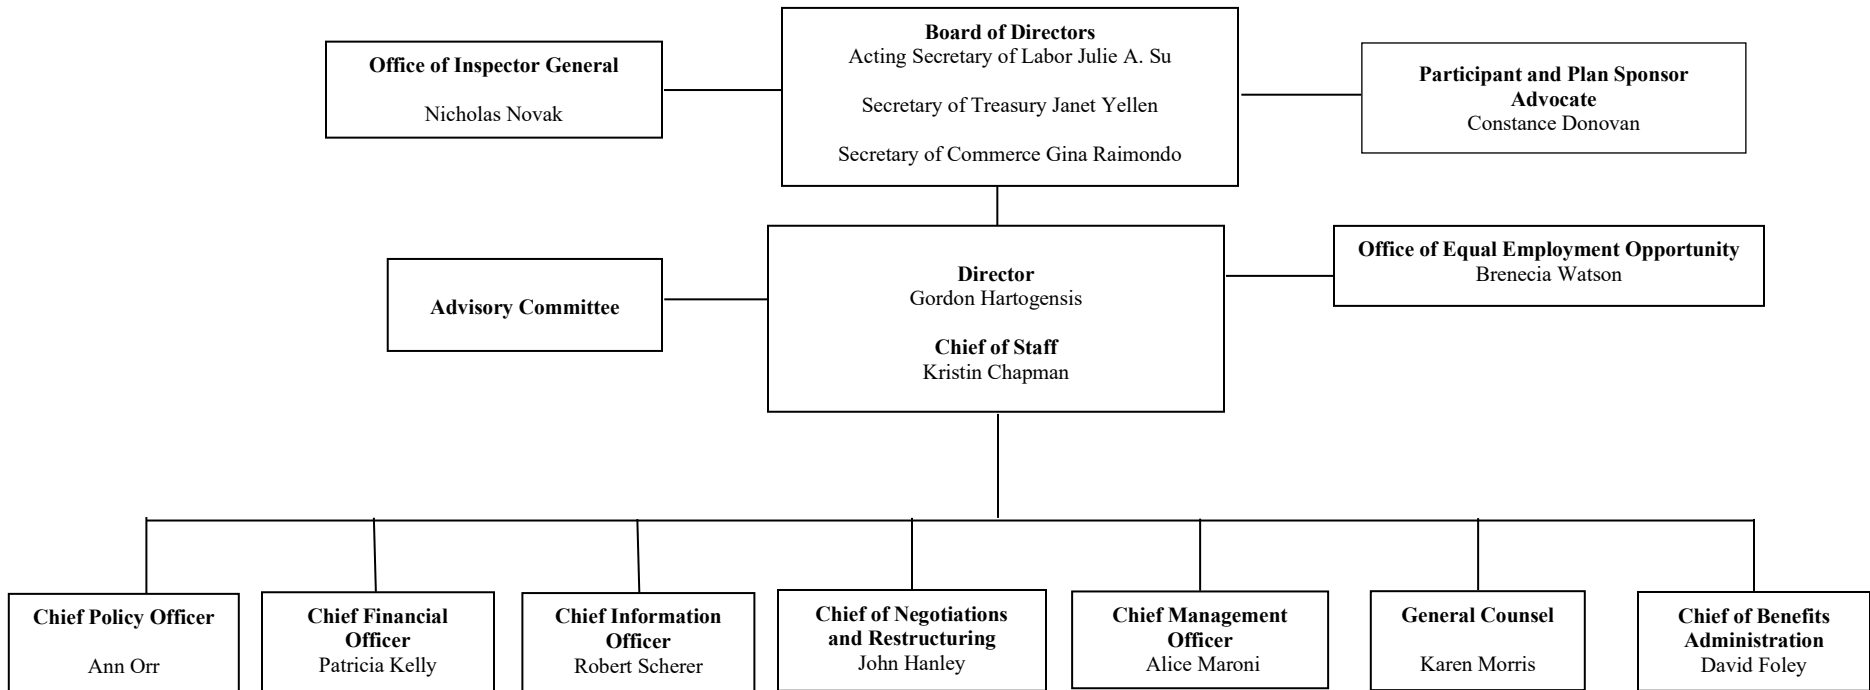 Board of Directors
Acting Secretary of Labor Julie A. Su
Secretary of Treasury Janet Yellen
Secretary of Commerce Gina Raimondo
Office of Inspector General
Nicholas Novak
Participant and Plan Sponsor
Advocate
Constance Donovan
Director
Gordon Hartogensis
Chief of Staff
Kristin Chapman
Office of Equal Employment Opportunity
Brenecia Watson
Advisory Committee
Chief Policy Officer
Ann Orr
Chief Financial
Officer
Patricia Kelly
Chief Information
Officer
Robert Scherer
Chief of Negotiations
and Restructuring
John Hanley
Chief Management
Officer
Alice Maroni
General Counsel
Karen Morris
Chief of Benefits
Administration
David Foley